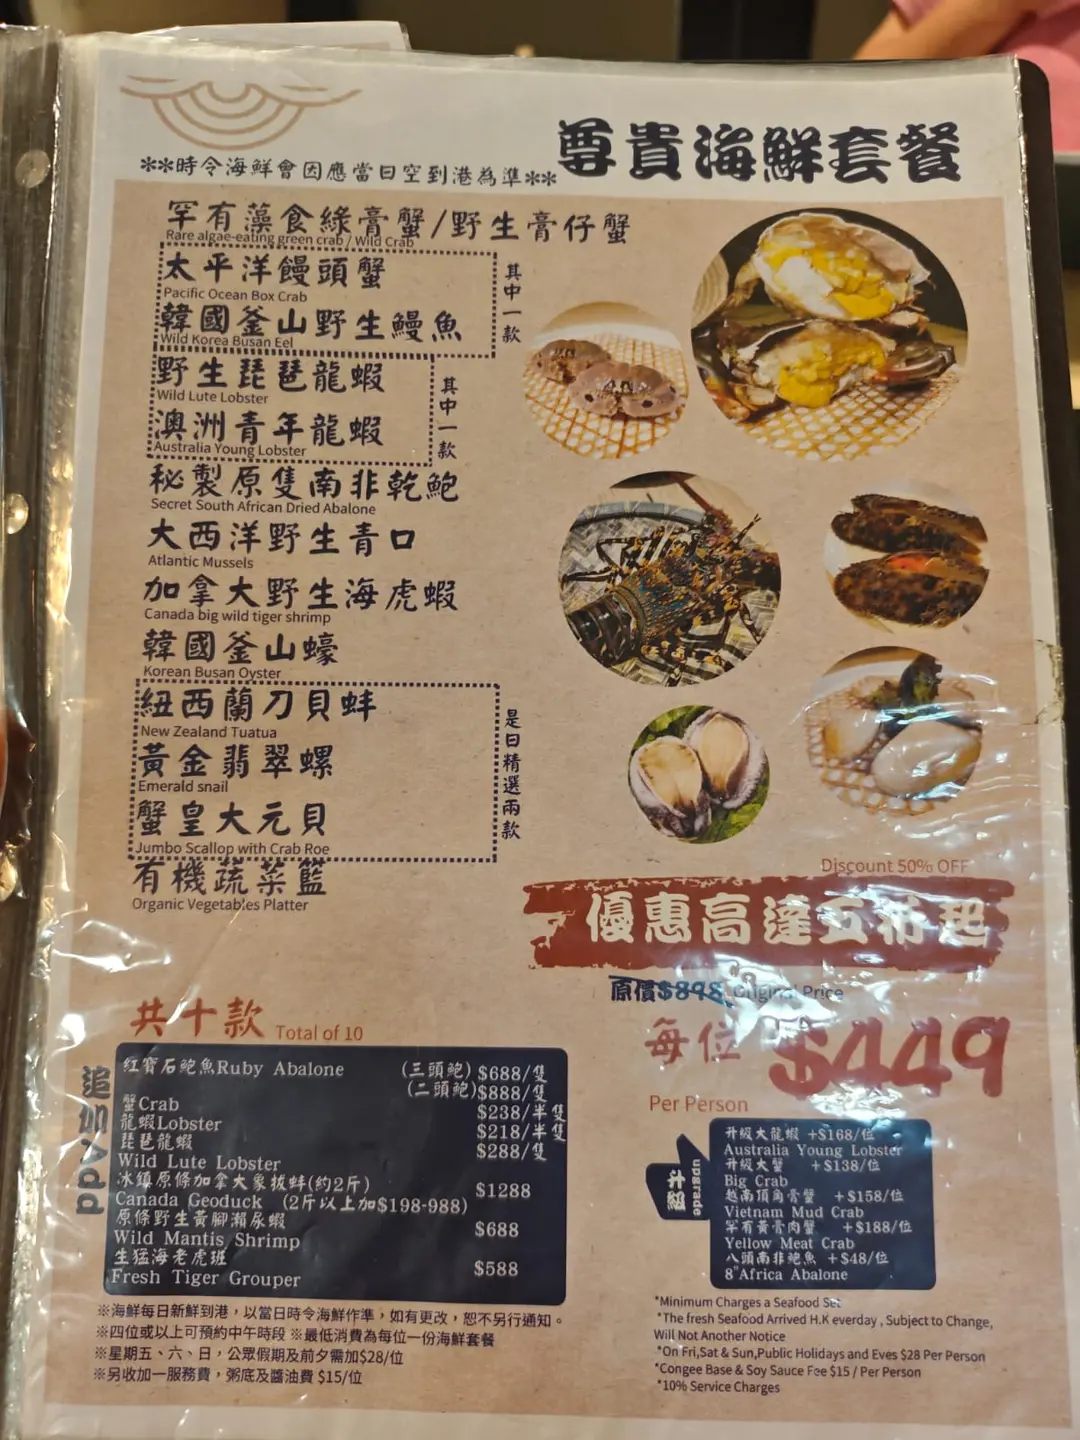 尊貴海鮮套餐
**時令海鮮會因應當日空到港為準**
罕有藻食綠膏蟹/野生膏仔蟹
Rare algae-eating green crab / Wild Crab
太平洋饅頭蟹
Pacific Ocean Box Crab
韓國釜山野生鰻魚
Wild Korea Busan Eel
其中一款
野生琵琶龍蝦
Wild Lute Lobster
澳洲青年龍蝦
Australia Young Lobster
其中一款
秘製原隻南非乾鮑
Secret South African Dried Abalone
大西洋野生青口
Atlantic Mussels
加拿大野生海虎蝦
Canada big wild tiger shrimp
韓國釜山蠔
Korean Busan Oyster
紐西蘭刀貝蚌
New Zealand Tuatua
黃金翡翠螺
Emerald snail
蟹皇大元貝
Jumbo Scallop with Crab Roe
是日精選兩款
有機蔬菜籃
Organic Vegetables Platter
Discount 50% OFF
優惠高達五折起
原價$898 Original Price
每位 $449
Per Person
共十款 Total of 10
追加Add
紅寶石鮑魚Ruby Abalone (三頭鮑) $688/隻
(二頭鮑)$888/隻
蟹Crab $238/半隻
龍蝦Lobster $218/半隻
琵琶龍蝦 $288/隻
Wild Lute Lobster
冰鎮原條加拿大象拔蚌(約2斤) $1288
Canada Geoduck (2斤以上加$198-988)
原條野生黃腳瀨尿蝦 $688
Wild Mantis Shrimp
生猛海老虎斑 $588
Fresh Tiger Grouper
升級 upgrade
升級大龍蝦 +$168/位
Australia Young Lobster
升級大蟹 +$138/位
Big Crab
越南頂角膏蟹 +$158/位
Vietnam Mud Crab
罕有黃膏肉蟹 +$188/位
Yellow Meat Crab
八頭南非鮑魚 +$48/位
8"Africa Abalone
※海鮮每日新鮮到港，以當日時令海鮮作準，如有更改，恕不另行通知。
※四位或以上可預約中午時段 ※最低消費為每位一份海鮮套餐
※星期五、六、日，公眾假期及前夕需加$28/位
※另收加一服務費，粥底及醬油費 $15/位
*Minimum Charges a Seafood Set
*The fresh Seafood Arrived H.K everday , Subject to Change,
Will Not Another Notice
*On Fri,Sat & Sun,Public Holidays and Eves $28 Per Person
*Congee Base & Soy Sauce Fee $15 / Per Person
*10% Service Charges